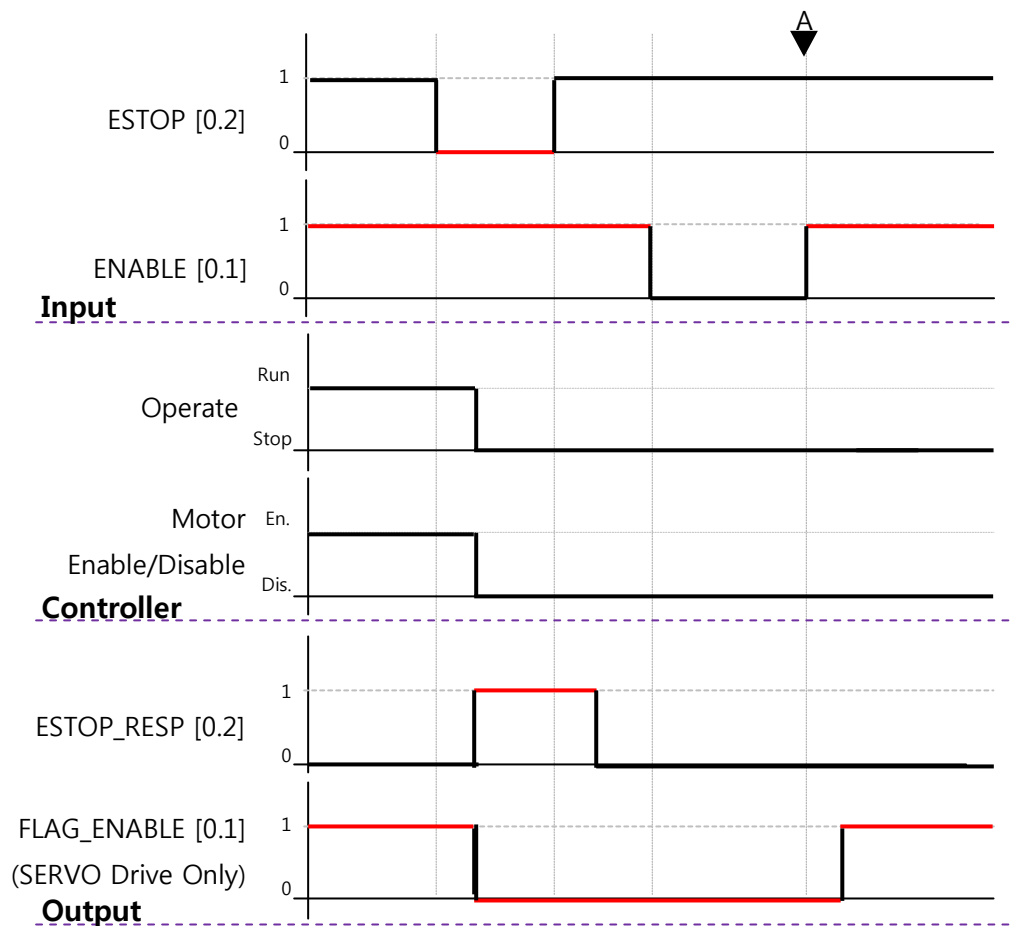 A
1
ESTOP [0.2]
0
1
ENABLE [0.1]
0
Input
Run
Operate
Stop
Motor En.
Enable/Disable
Dis.
Controller
1
ESTOP_RESP [0.2]
0
FLAG_ENABLE [0.1] 1
(SERVO Drive Only)
0
Output